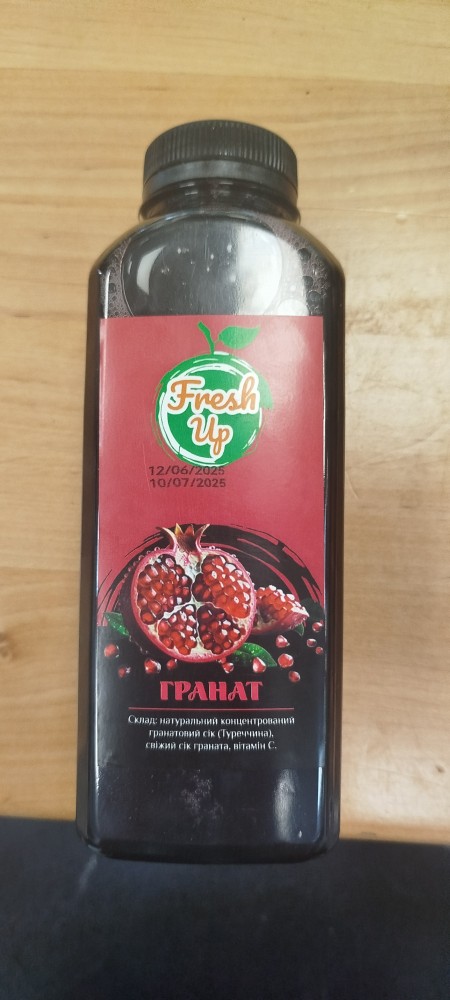 Fresh
Up
12/06/2025
10/07/2025
ГРАНАТ
Склад: натуральний концентрований
гранатовий сік (Туреччина),
свіжий сік граната, вітамін С.